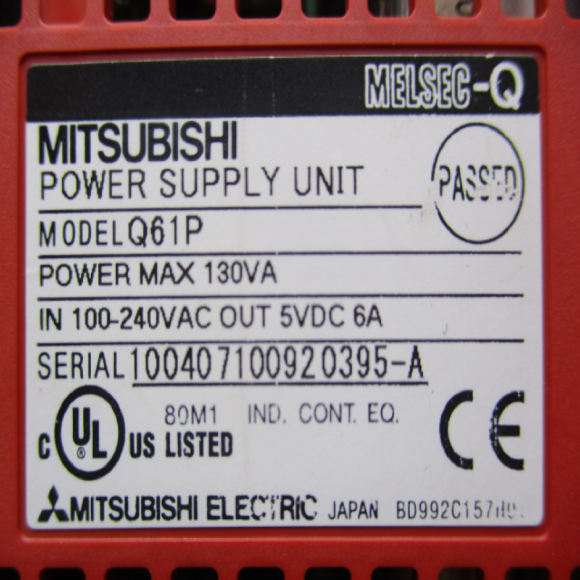 MELSEC-Q
MITSUBISHI
POWER SUPPLY UNIT
PASSED
MODEL Q61P
POWER MAX 130VA
IN 100-240VAC OUT 5VDC 6A
SERIAL 100407100920395-A
80M1 IND. CONT. EQ.
C UL US LISTED
CE
MITSUBISHI ELECTRIC JAPAN